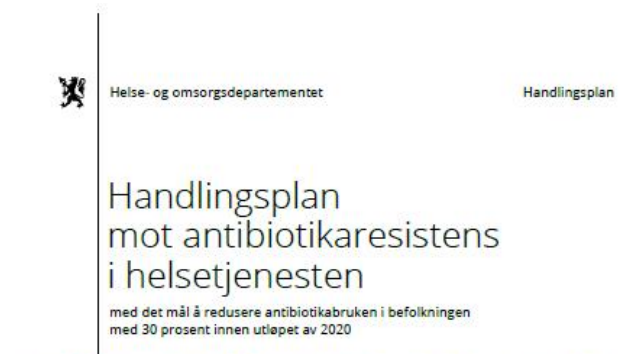 Helse- og omsorgsdepartementet
Handlingsplan
Handlingsplan
mot antibiotikaresistens
i helsetjenesten
med det mål å redusere antibiotikabruken i befolkningen
med 30 prosent innen utløpet av 2020